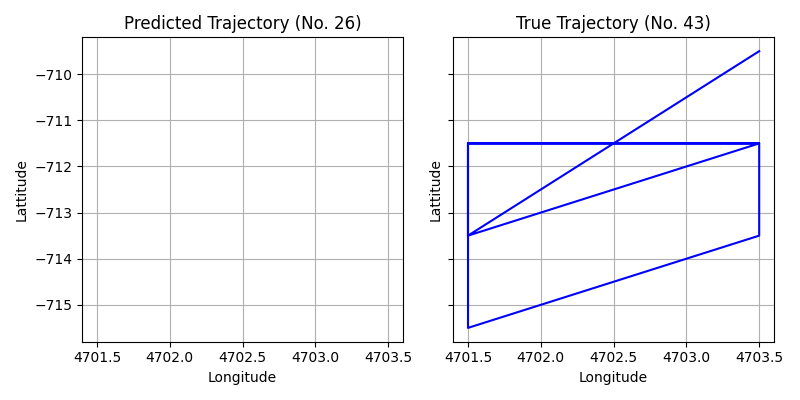 Predicted Trajectory (No. 26)
−710
−711
−712
−713
−714
−715
Lattitude
4701.5 4702.0 4702.5 4703.0 4703.5
Longitude
True Trajectory (No. 43)
Lattitude
4701.5 4702.0 4702.5 4703.0 4703.5
Longitude